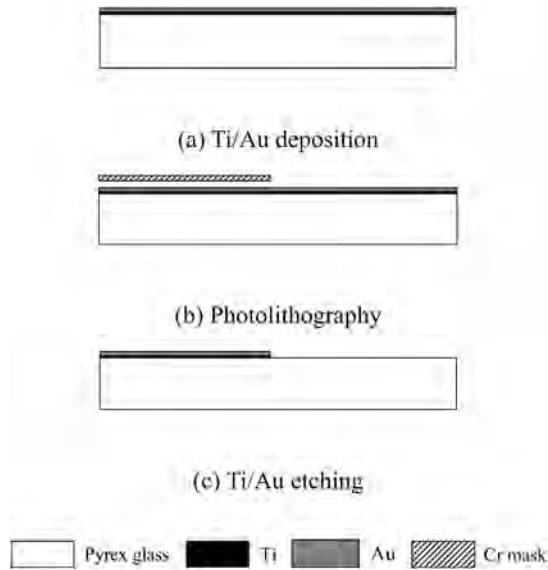 (a) Ti/Au deposition
(b) Photolithography
(c) Ti/Au etching
Pyrex glass Ti Au Cr mask